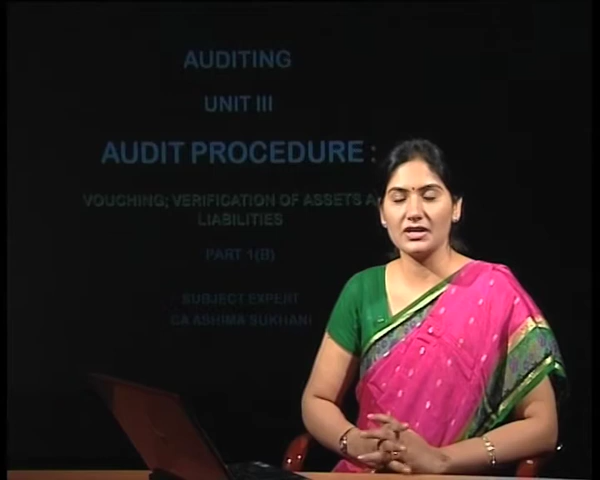 AUDITING
UNIT III
AUDIT PROCEDURE :
VOUCHING; VERIFICATION OF ASSETS &
LIABILITIES
PART 1(B)
SUBJECT EXPERT
CA ASHIMA SUKHANI